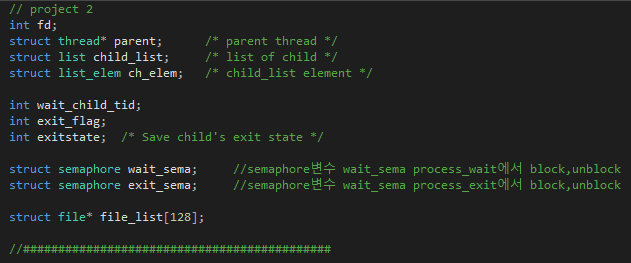 // project 2
int fd;
struct thread* parent;      /* parent thread */
struct list child_list;     /* list of child */
struct list_elem ch_elem;   /* child_list element */
int wait_child_tid;
int exit_flag;
int exitstate;  /* Save child's exit state */
struct semaphore wait_sema;     //semaphore변수 wait_sema process_wait에서 block,unblock
struct semaphore exit_sema;     //semaphore변수 wait_sema process_exit에서 block,unblock
struct file* file_list[128];
//############################################